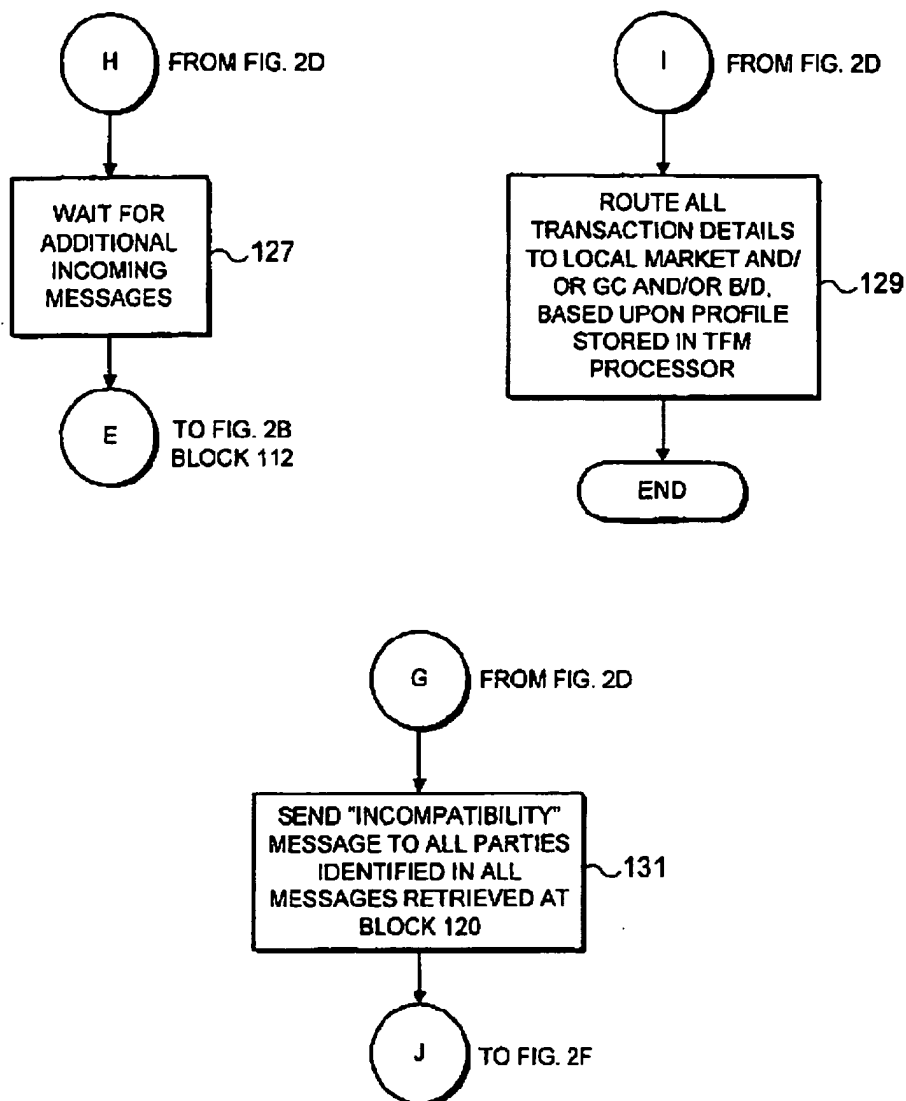 H FROM FIG. 2D
WAIT FOR
ADDITIONAL
INCOMING
MESSAGES
127
E
TO FIG. 2B
BLOCK 112
I FROM FIG. 2D
ROUTE ALL
TRANSACTION DETAILS
TO LOCAL MARKET AND/
OR GC AND/OR B/D,
BASED UPON PROFILE
STORED IN TFM
PROCESSOR
129
END
G FROM FIG. 2D
SEND "INCOMPATIBILITY"
MESSAGE TO ALL PARTIES
IDENTIFIED IN ALL
MESSAGES RETRIEVED AT
BLOCK 120
131
J TO FIG. 2F